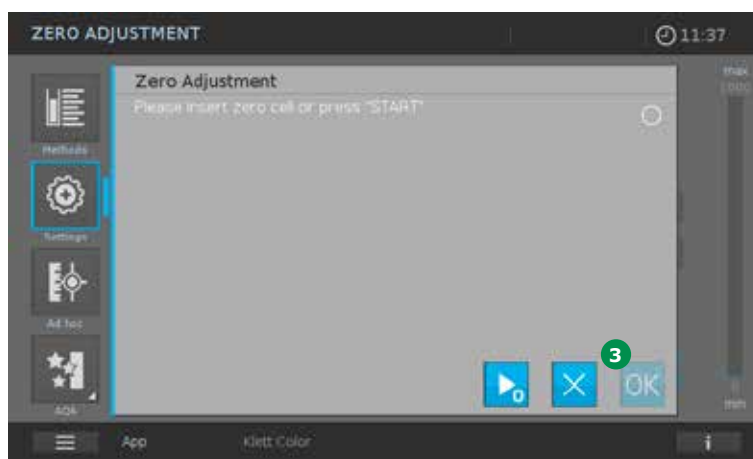 ZERO ADJUSTMENT
11:37
Zero Adjustment
Please insert zero cell or press "START"
max
Methods
Settings
Ad hoc
3
0
OK
AQA
min
App
Klett Color
i